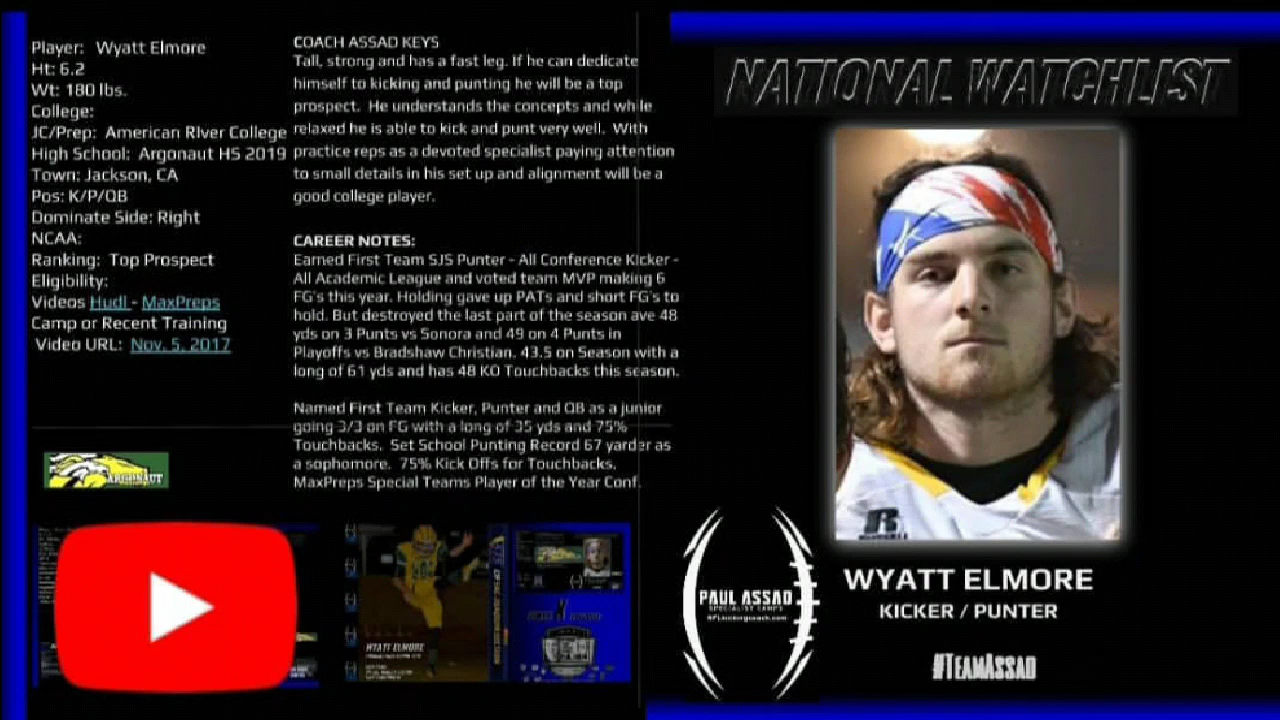 Player: Wyatt Elmore
Ht: 6.2
Wt: 180 lbs.
College:
JC/Prep: American RIver College
High School: Argonaut HS 2019
Town: Jackson, CA
Pos: K/P/QB
Dominate Side: Right
NCAA:
Ranking: Top Prospect
Eligibility:
Videos Hudl - MaxPreps
Camp or Recent Training
Video URL: Nov. 5, 2017
ARGONAUT
COACH ASSAD KEYS
Tall, strong and has a fast leg. If he can dedicate
himself to kicking and punting he will be a top
prospect. He understands the concepts and while
relaxed he is able to kick and punt very well. With
practice reps as a devoted specialist paying attention
to small details in his set up and alignment will be a
good college player.
CAREER NOTES:
Earned First Team SJS Punter - All Conference Kicker -
All Academic League and voted team MVP making 6
FG's this year. Holding gave up PATs and short FG's to
hold. But destroyed the last part of the season ave 48
yds on 3 Punts vs Sonora and 49 on 4 Punts in
Playoffs vs Bradshaw Christian. 43.5 on Season with a
long of 61 yds and has 48 KO Touchbacks this season.
Named First Team Kicker, Punter and QB as a junior
going 3/3 on FG with a long of 35 yds and 75%
Touchbacks. Set School Punting Record 67 yarder as
a sophomore. 75% Kick Offs for Touchbacks.
MaxPreps Special Teams Player of the Year Conf.
WYATT ELMORE
NATIONAL WATCHLIST
R
PAUL ASSAD
SPECIALIST CAMPS
WYATT ELMORE
KICKER / PUNTER
#TEAMASSAD